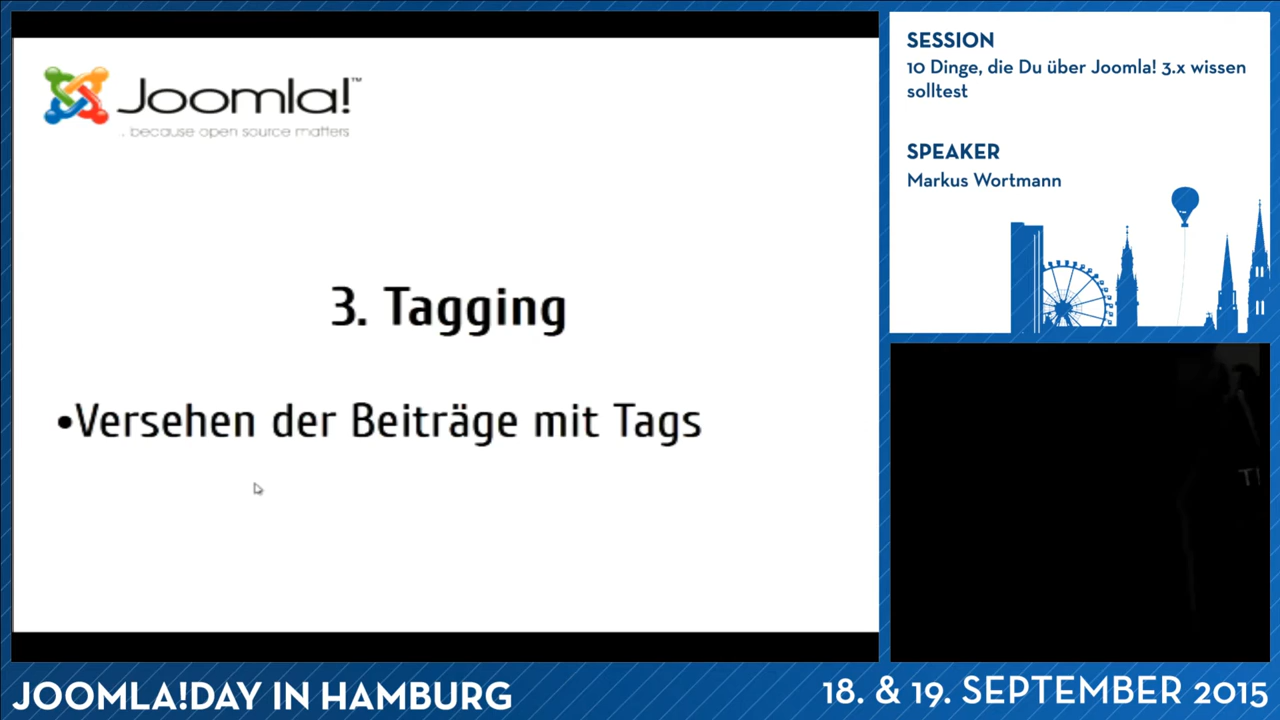 Joomla!™
... because open source matters
3. Tagging
•Versehen der Beiträge mit Tags
SESSION
10 Dinge, die Du über Joomla! 3.x wissen
solltest
SPEAKER
Markus Wortmann
JOOMLA!DAY IN HAMBURG
18. & 19. SEPTEMBER 2015